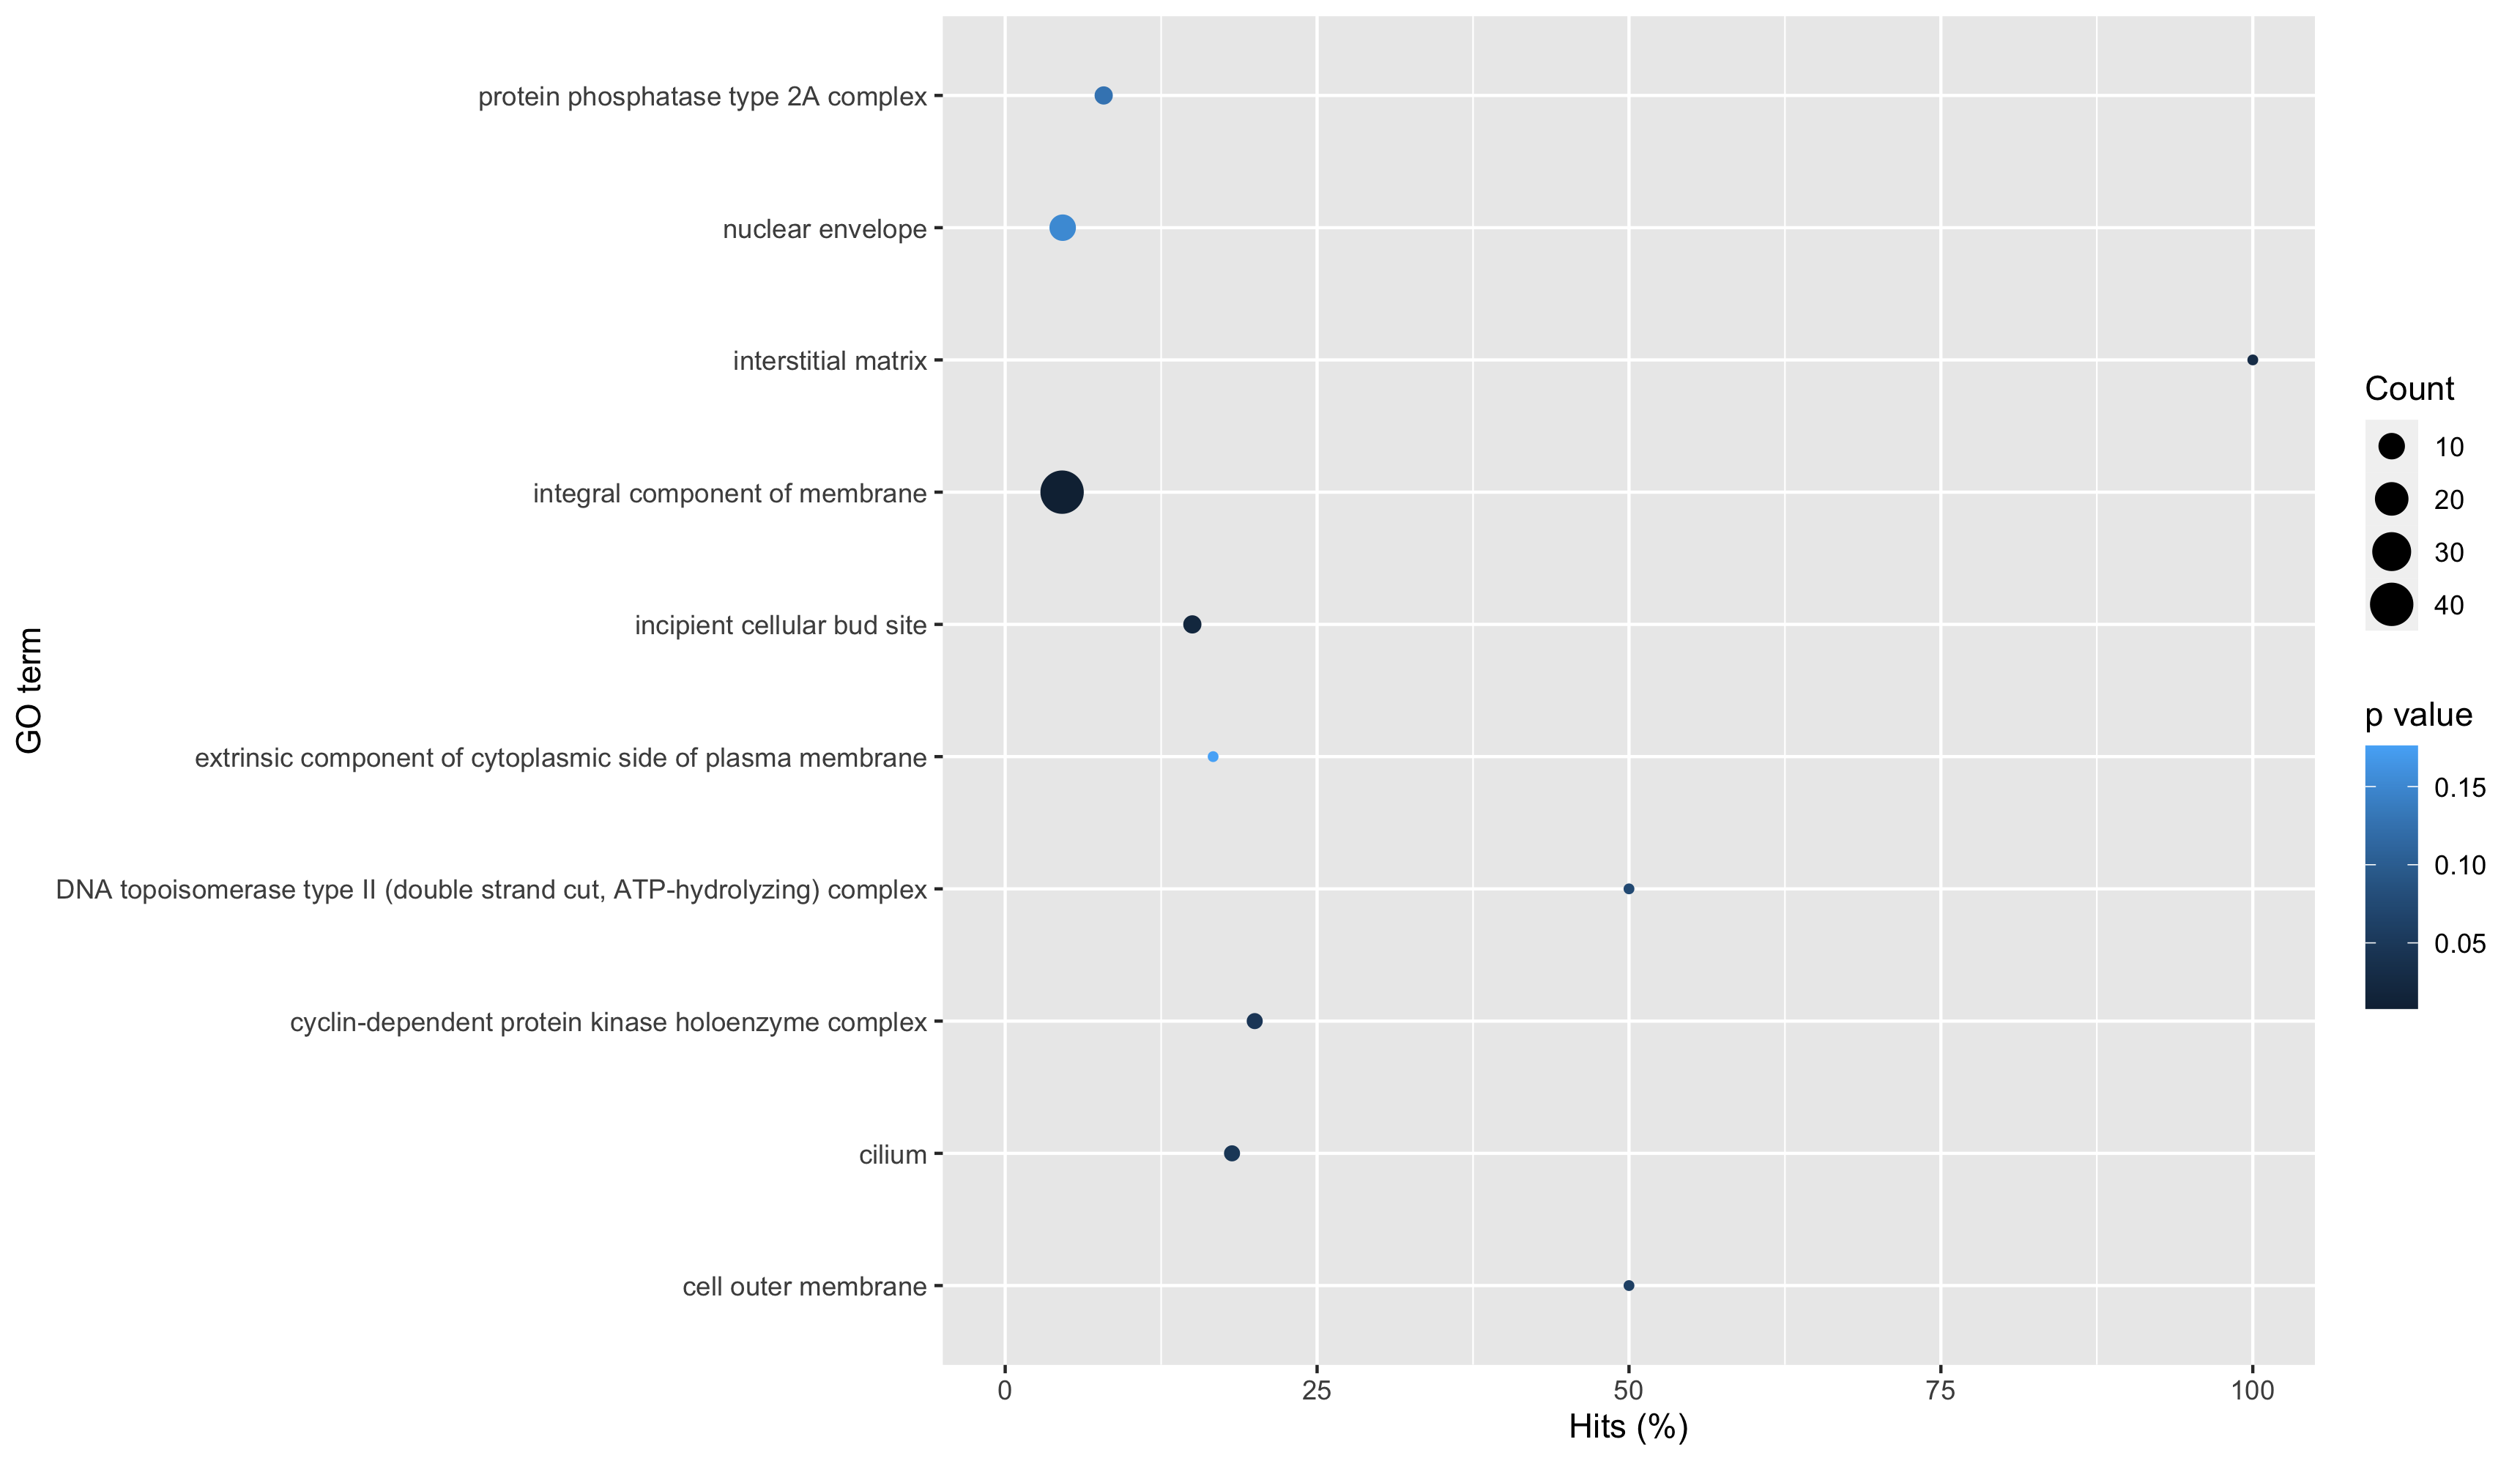 protein phosphatase type 2A complex
nuclear envelope
interstitial matrix
integral component of membrane
incipient cellular bud site
extrinsic component of cytoplasmic side of plasma membrane
DNA topoisomerase type II (double strand cut, ATP-hydrolyzing) complex
cyclin-dependent protein kinase holoenzyme complex
cilium
cell outer membrane
GO term
0
25
50
75
100
Hits (%)
Count
10
20
30
40
p value
0.15
0.10
0.05